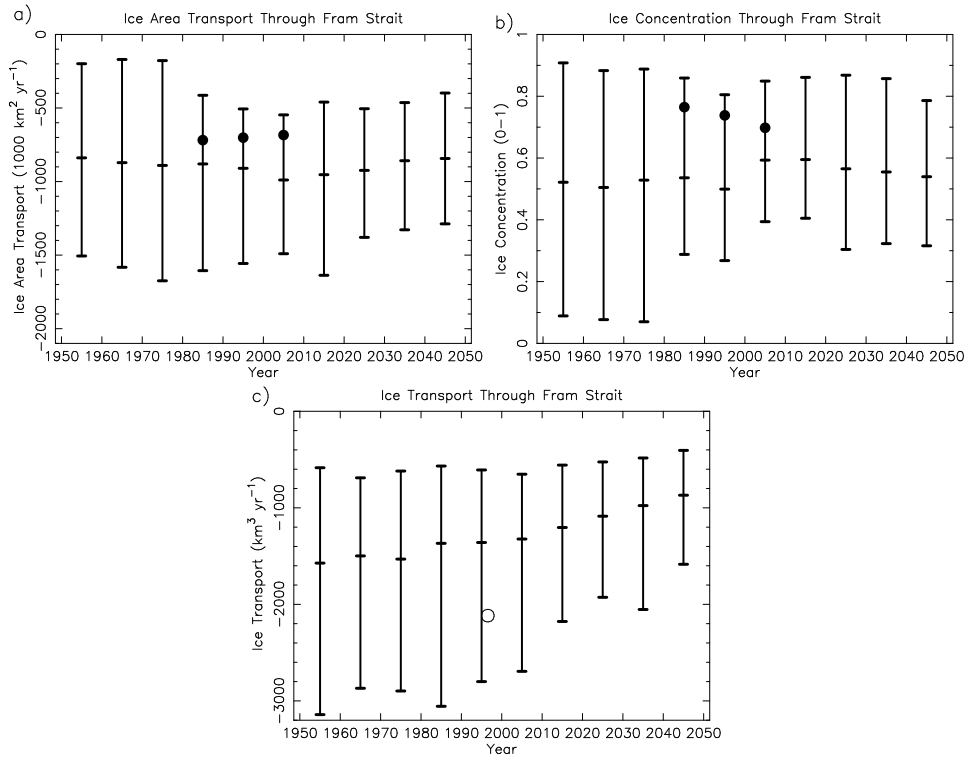 a)
Ice Area Transport Through Fram Strait
Ice Area Transport (1000 km² yr⁻¹)
0
−500
−1000
−1500
−2000
1950 1960 1970 1980 1990 2000 2010 2020 2030 2040 2050
Year
b)
Ice Concentration Through Fram Strait
Ice Concentration (0−1)
1
0.8
0.6
0.4
0.2
0
1950 1960 1970 1980 1990 2000 2010 2020 2030 2040 2050
Year
c)
Ice Transport Through Fram Strait
Ice Transport (km³ yr⁻¹)
0
−1000
−2000
−3000
1950 1960 1970 1980 1990 2000 2010 2020 2030 2040 2050
Year